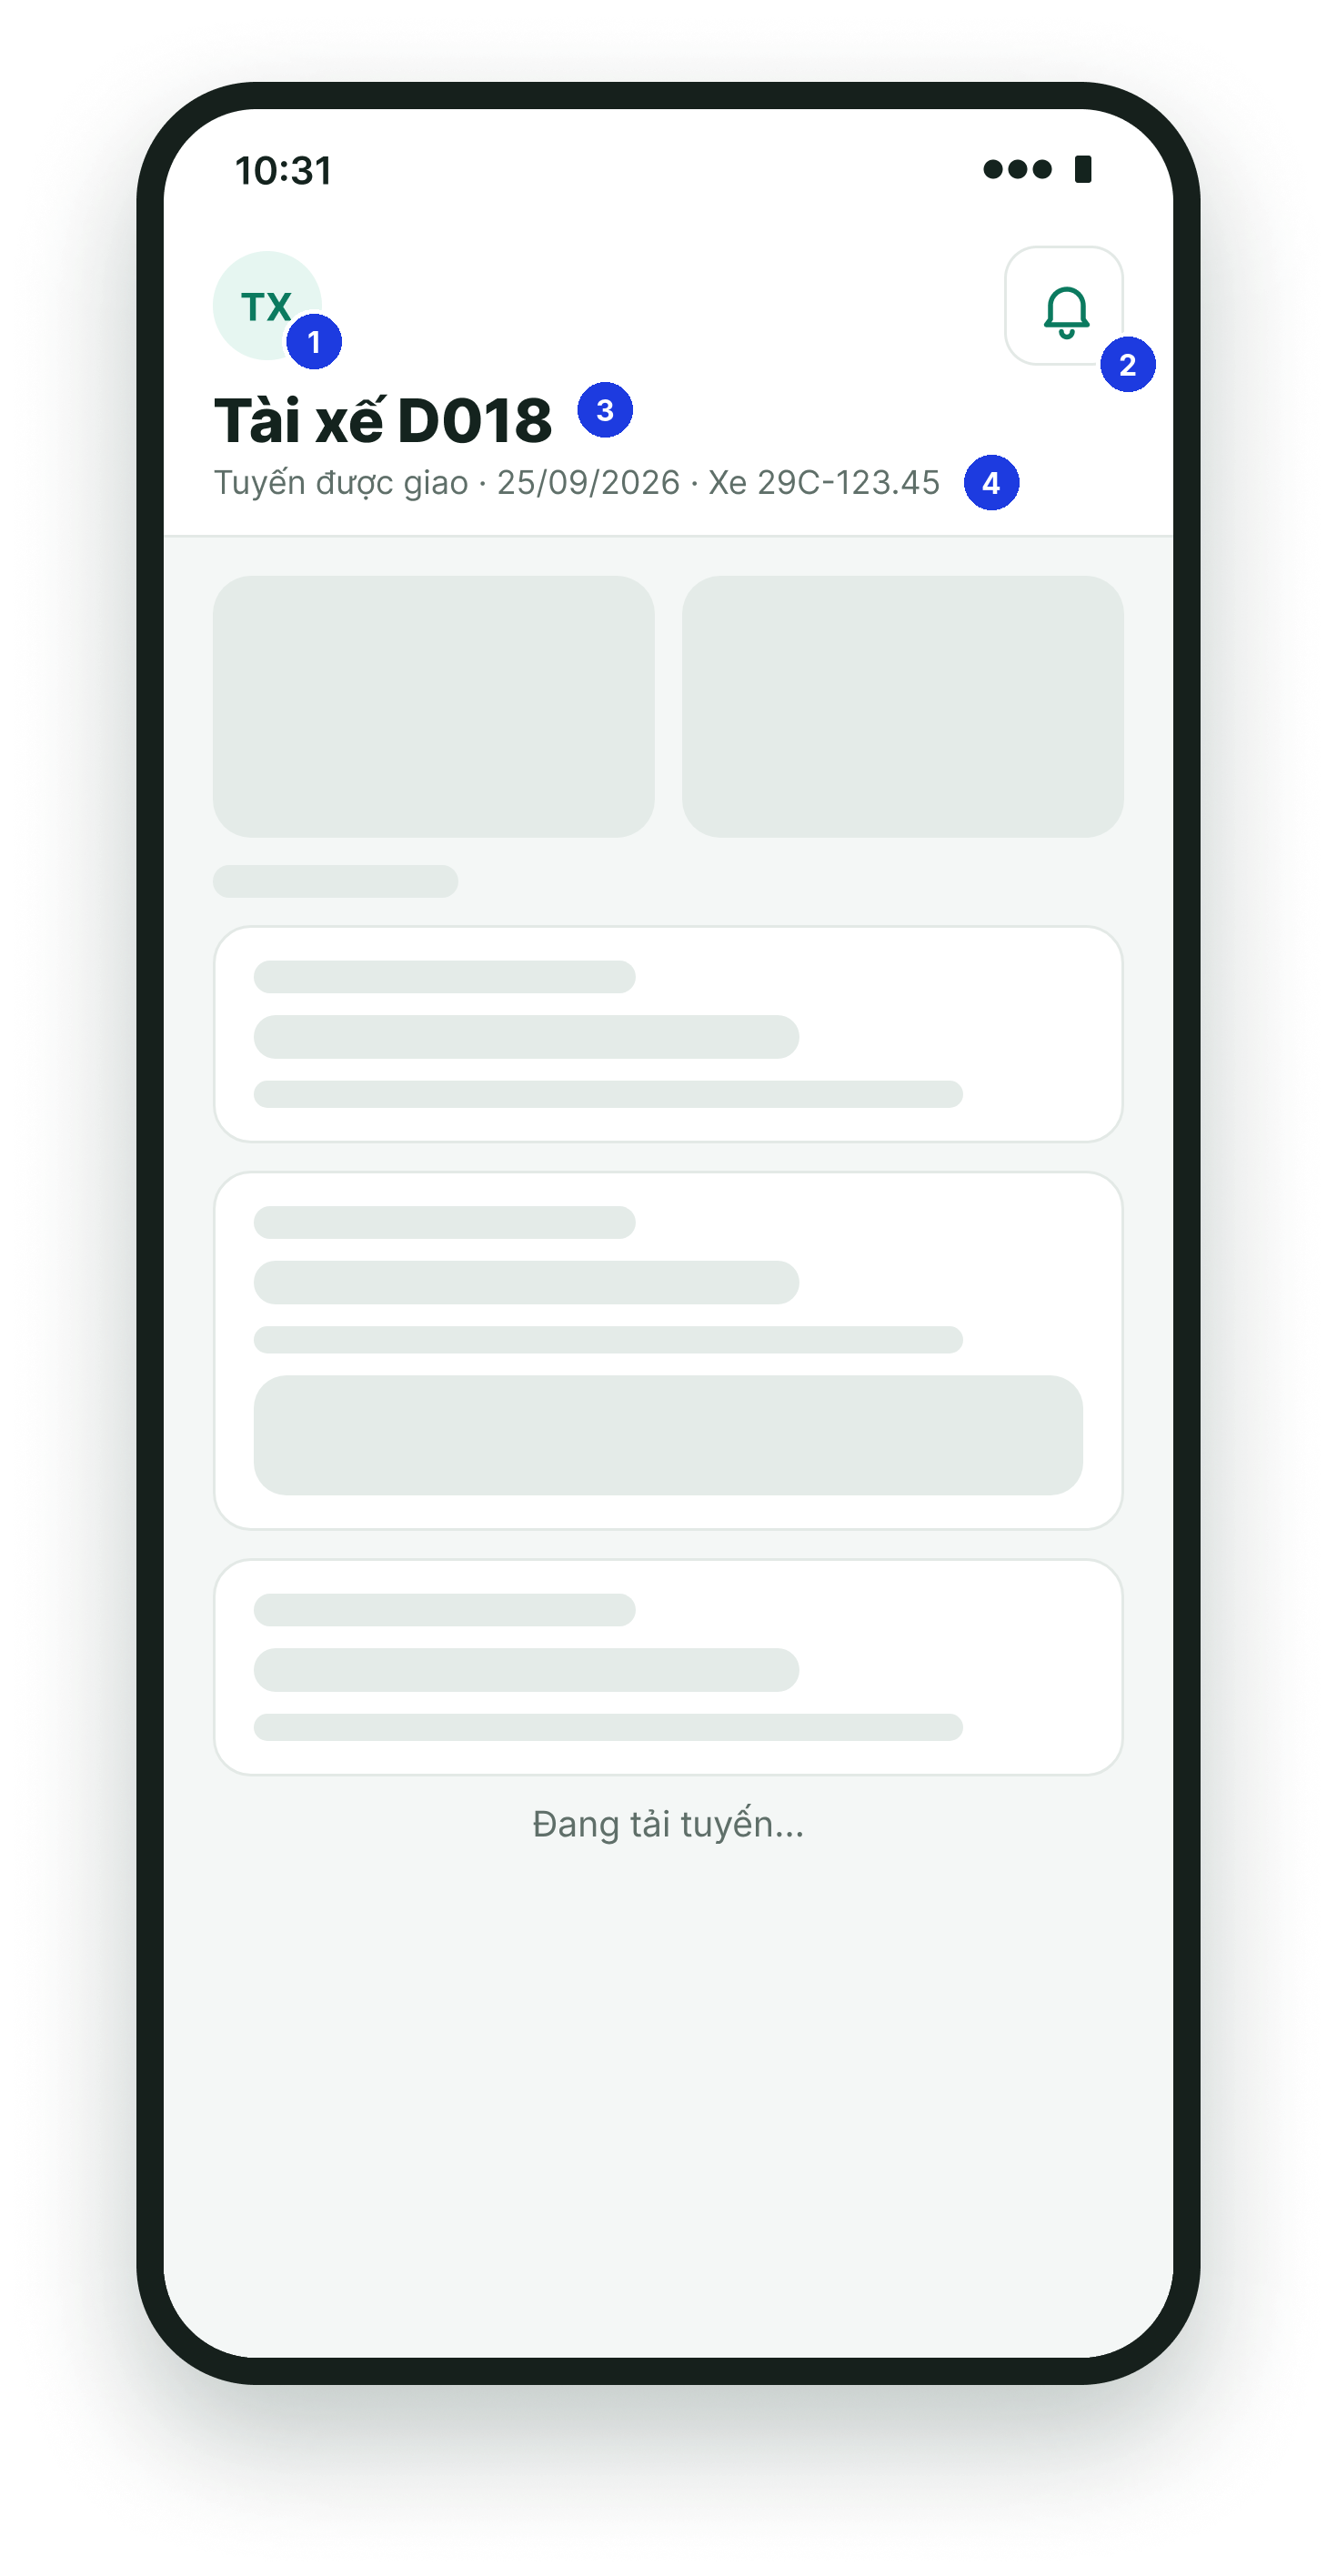 10:31
TX
1
2
Tài xế D018
3
Tuyến được giao · 25/09/2026 · Xe 29C-123.45
4
Đang tải tuyến...